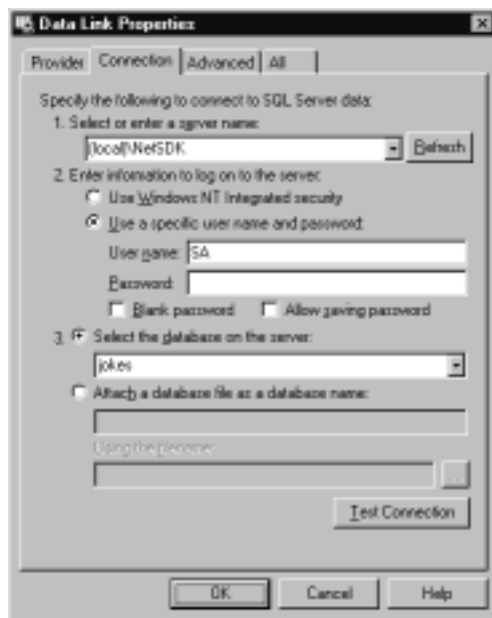 Data Link Properties
Provider Connection Advanced All
Specify the following to connect to SQL Server data:
1. Select or enter a server name:
(local)\NetSDK Refresh
2. Enter information to log on to the server:
Use Windows NT Integrated security
Use a specific user name and password:
User name: SA
Password:
Blank password Allow saving password
3. Select the database on the server:
jokes
Attach a database file as a database name:
Using the filename:
...
Test Connection
OK Cancel Help